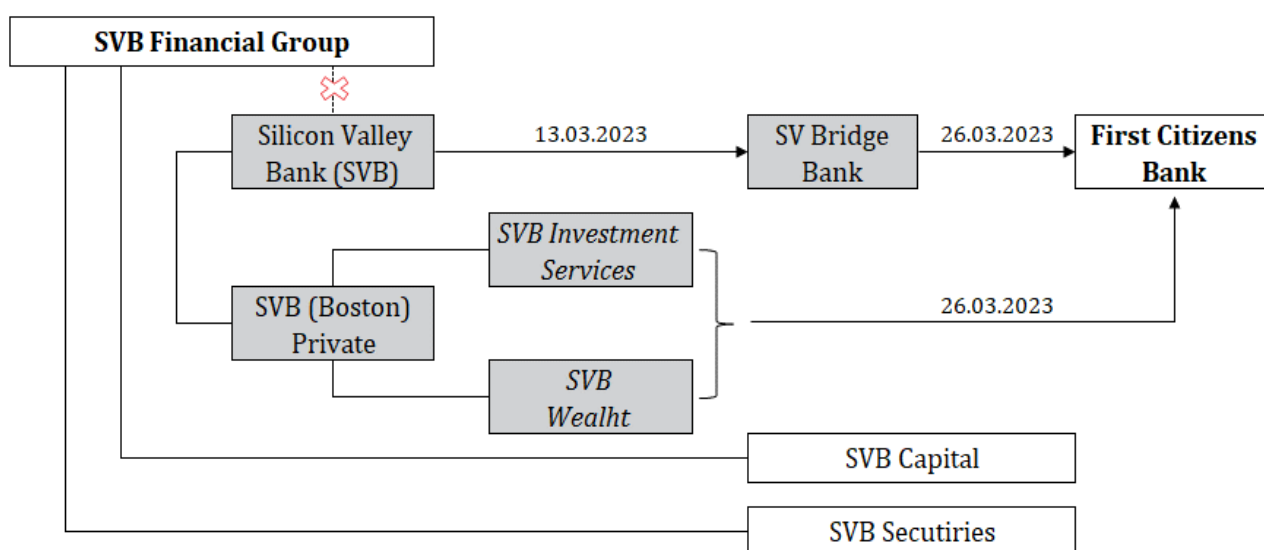 SVB Financial Group
Silicon Valley
Bank (SVB)
13.03.2023
SV Bridge
Bank
26.03.2023
First Citizens
Bank
SVB Investment
Services
SVB (Boston)
Private
26.03.2023
SVB
Wealht
SVB Capital
SVB Secutiries